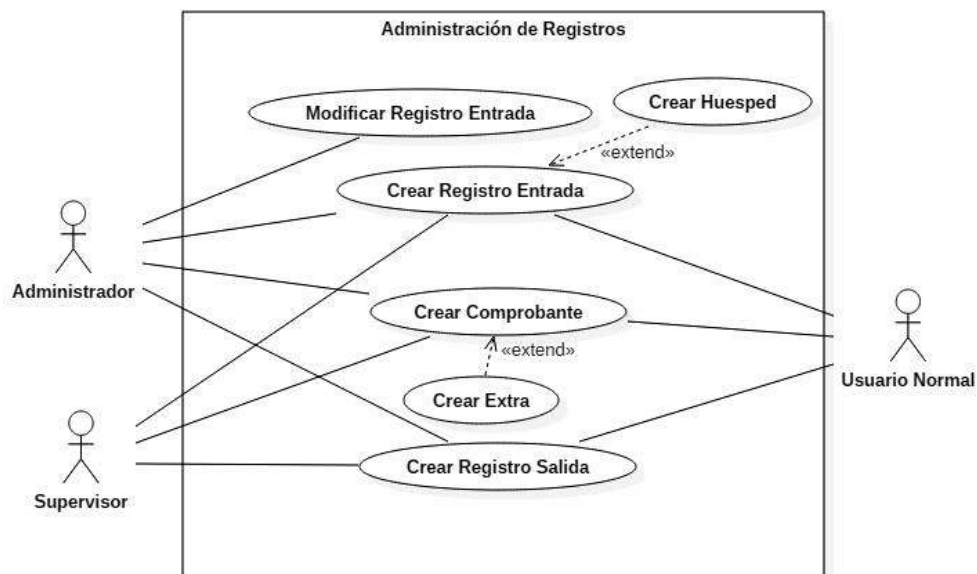 Administración de Registros
Modificar Registro Entrada
Crear Huesped
«extend»
Crear Registro Entrada
Administrador
Crear Comprobante
«extend»
Usuario Normal
Crear Extra
Crear Registro Salida
Supervisor